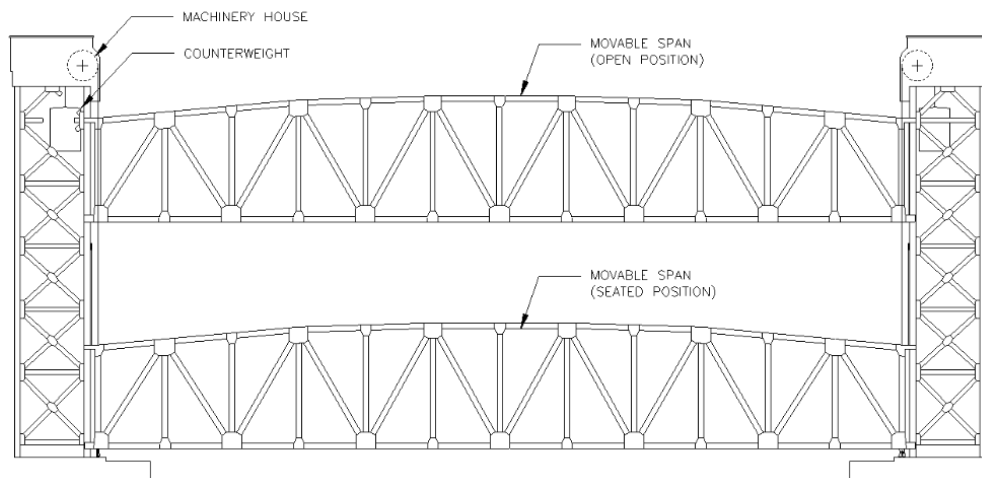 MACHINERY HOUSE
COUNTERWEIGHT
MOVABLE SPAN
(OPEN POSITION)
MOVABLE SPAN
(SEATED POSITION)